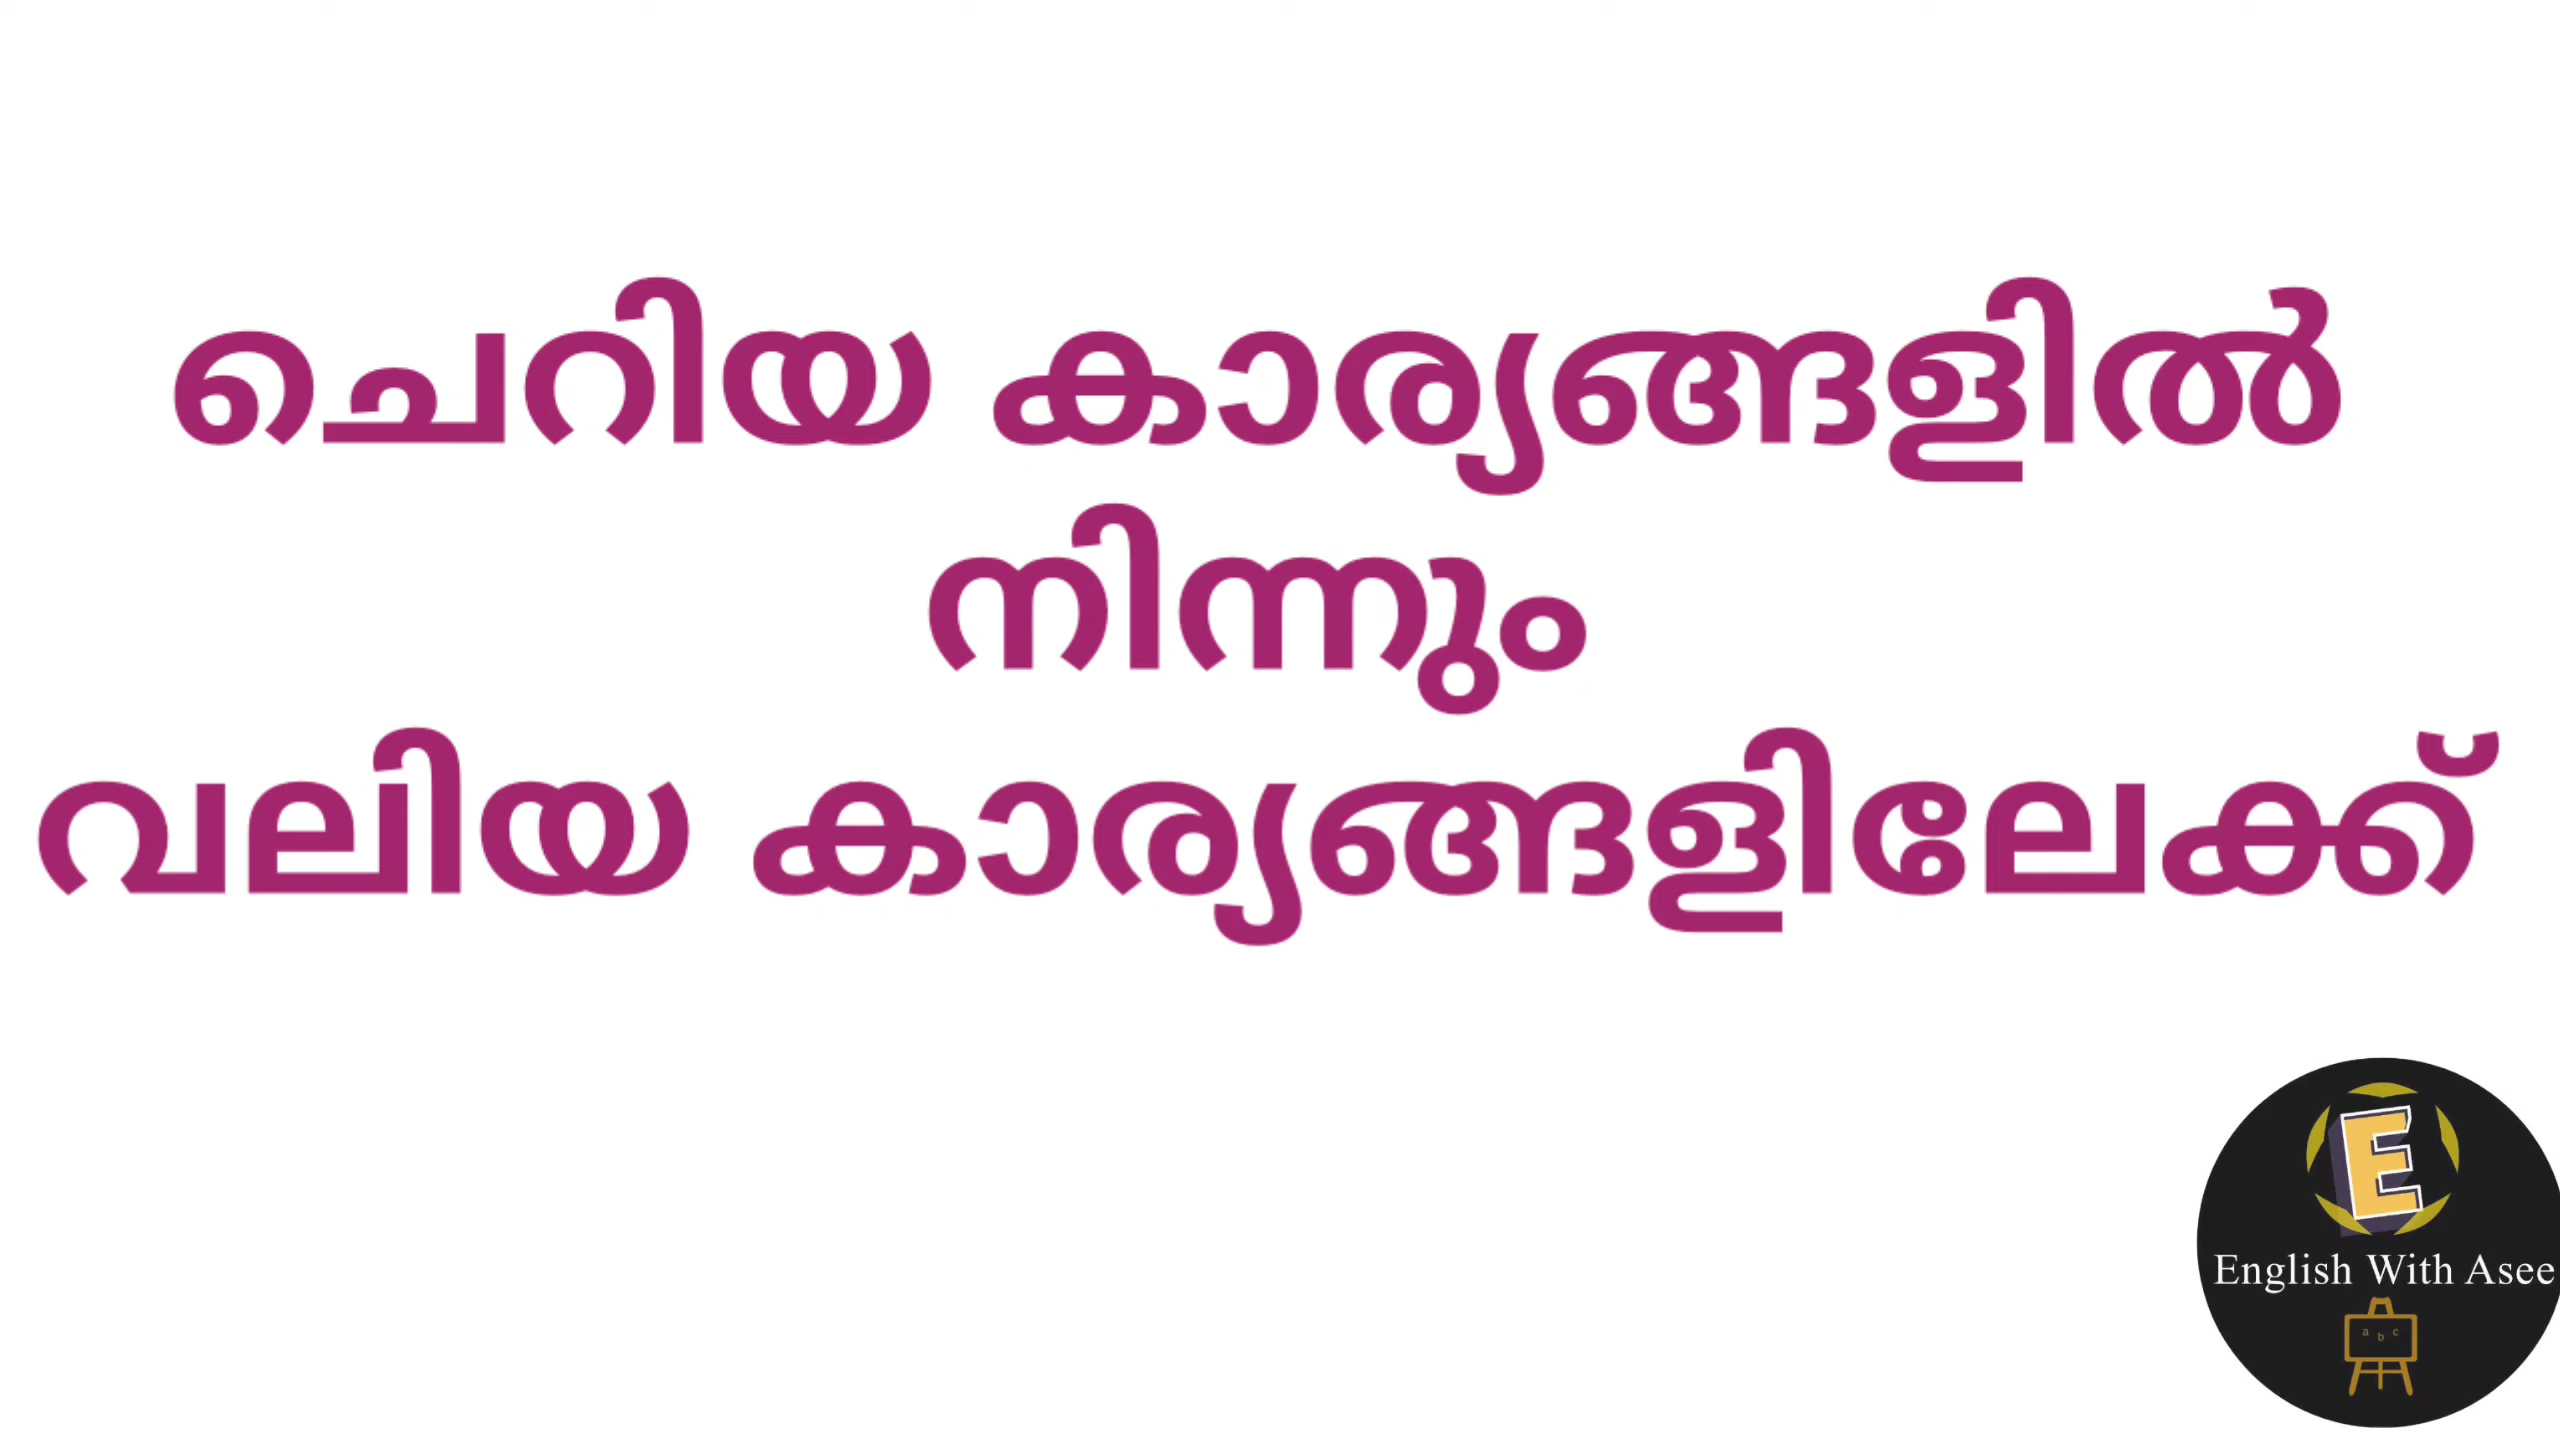 ചെറിയ കാര്യങ്ങളിൽ
നിന്നും
വലിയ കാര്യങ്ങളിലേക്ക്
E
English With Asee
a b c